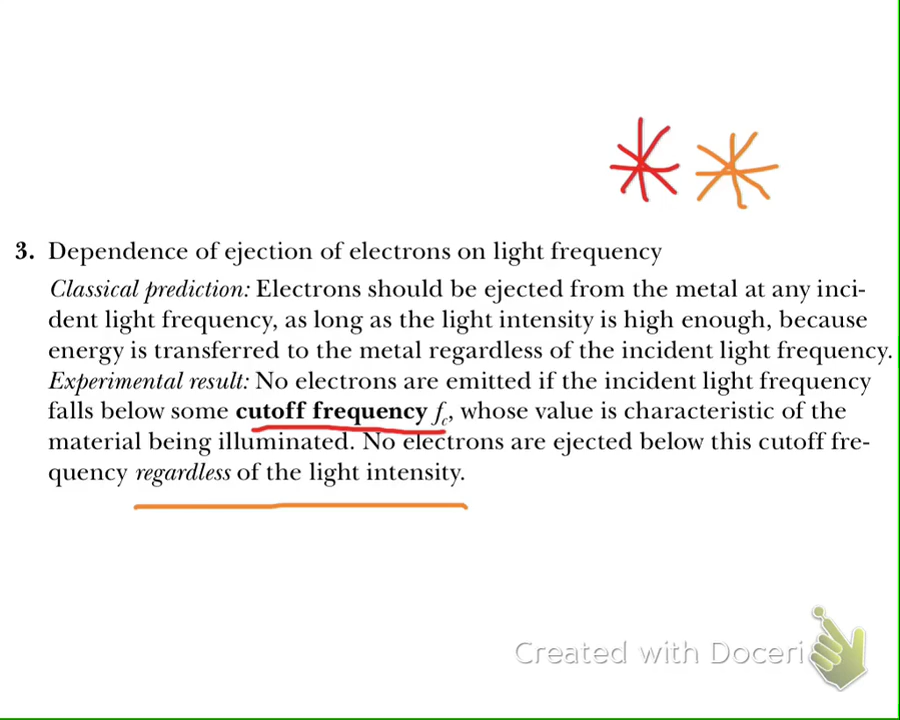 3. Dependence of ejection of electrons on light frequency
Classical prediction: Electrons should be ejected from the metal at any inci-
dent light frequency, as long as the light intensity is high enough, because
energy is transferred to the metal regardless of the incident light frequency.
Experimental result: No electrons are emitted if the incident light frequency
falls below some cutoff frequency fc, whose value is characteristic of the
material being illuminated. No electrons are ejected below this cutoff fre-
quency regardless of the light intensity.
Created with Doceri